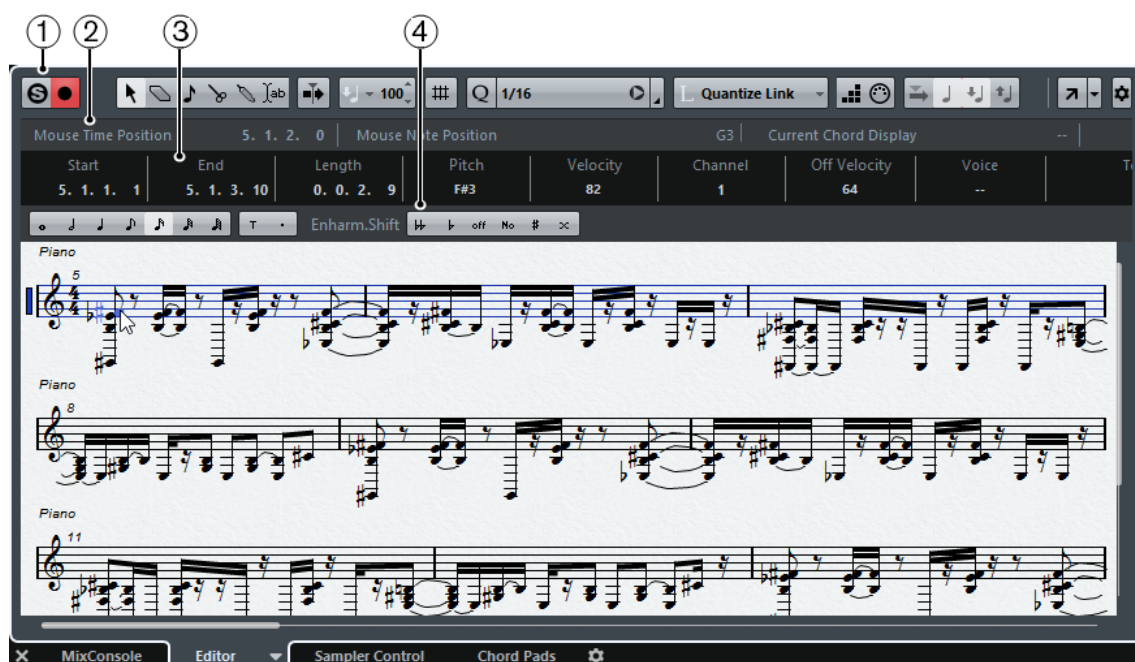 1 2 3 4
S ab 100 Q 1/16 L Quantize Link
Mouse Time Position 5. 1. 2. 0 Mouse Note Position G3 Current Chord Display --
Start End Length Pitch Velocity Channel Off Velocity Voice T
5. 1. 1. 1 5. 1. 3. 10 0. 0. 2. 9 F#3 82 1 64 --
T . Enharm.Shift off No #
Piano
5
4
4
Piano
8
Piano
11
MixConsole Editor Sampler Control Chord Pads